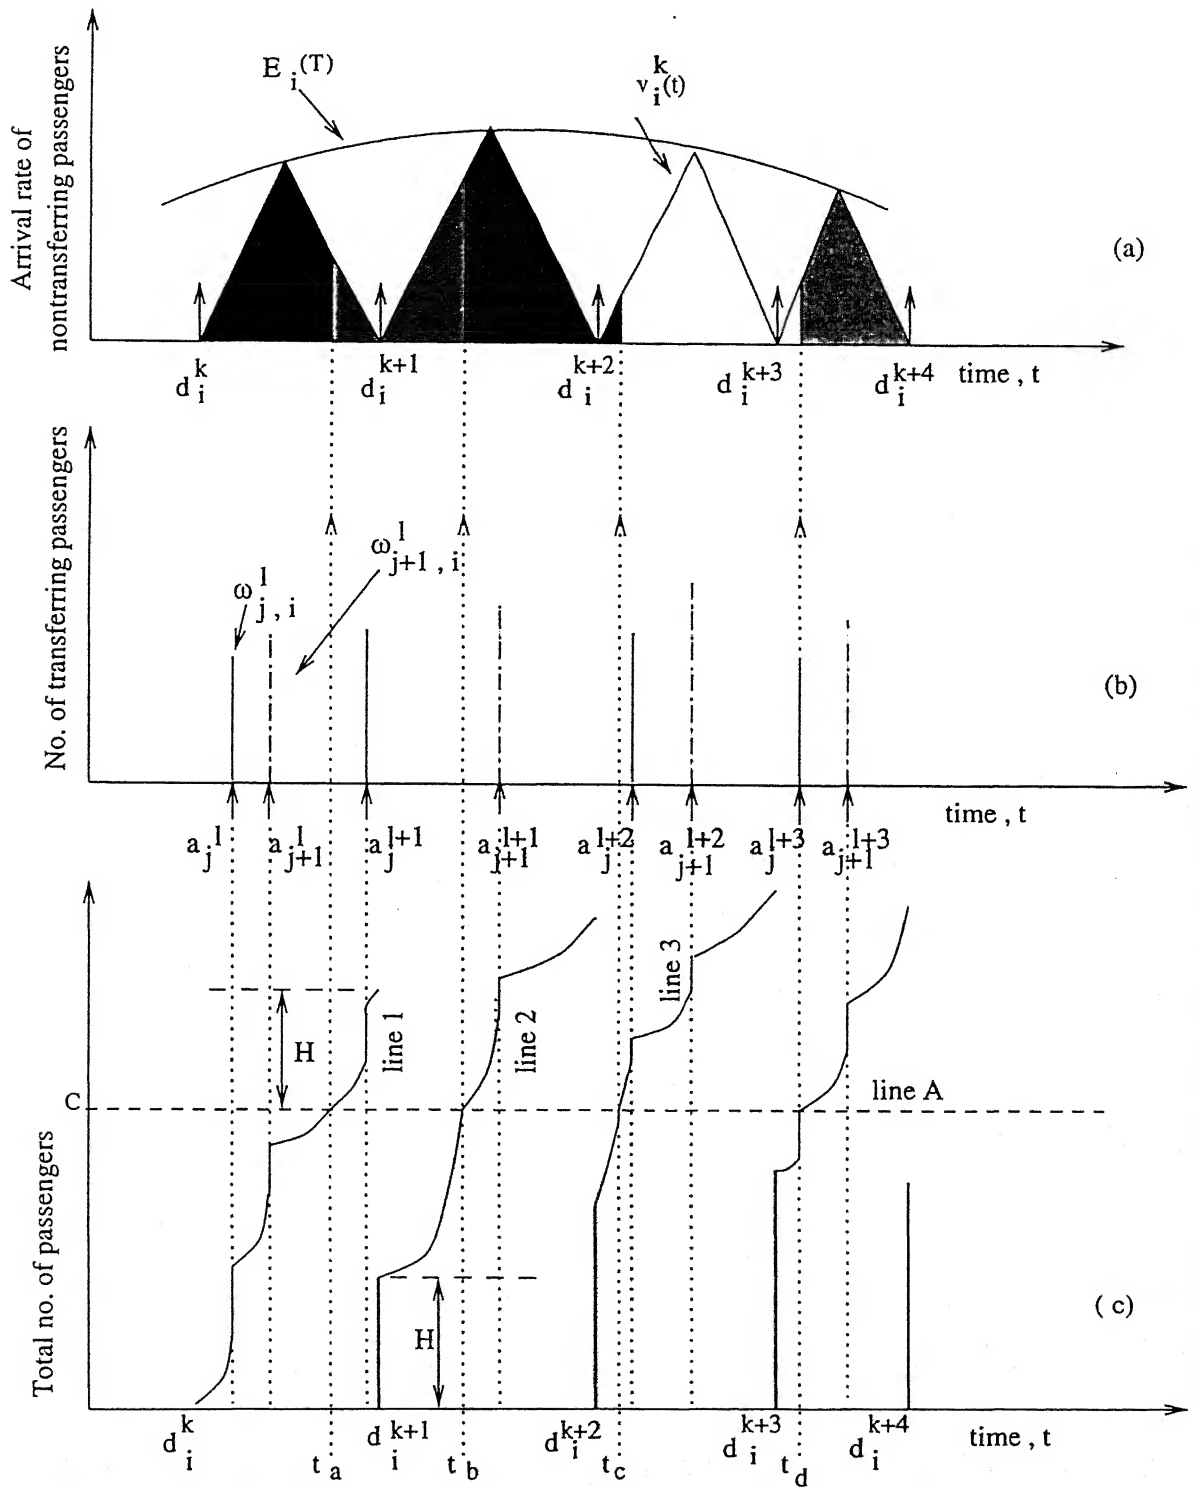 Arrival rate of
nontransferring passengers
E i (T)
v i k (t)
(a)
d i k
d i k+1
d i k+2
d i k+3
d i k+4
time , t
No. of transferring passengers
ω j , i l
ω j+1 , i l
(b)
a j l
a j+1 l
a j l+1
a j+1 l+1
a j l+2
a j+1 l+2
a j l+3
a j+1 l+3
time , t
Total no. of passengers
H
line 1
line 2
line 3
C
line A
H
( c)
d i k
t a
d i k+1
t b
d i k+2
t c
d i k+3
t d
d i k+4
time , t